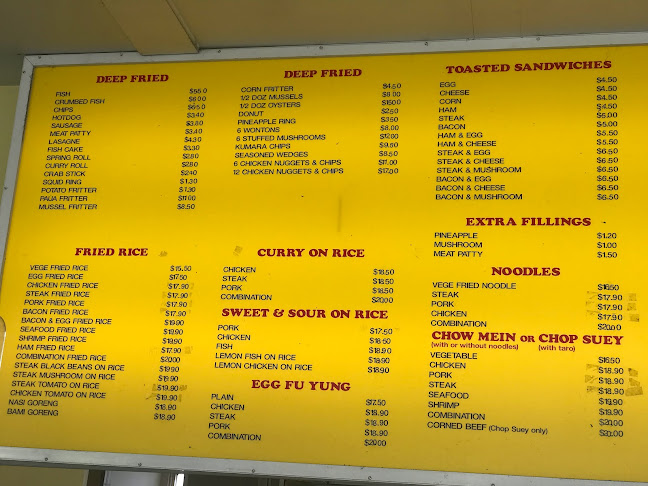 DEEP FRIED
FISH $5.50
CRUMBED FISH $6.00
CHIPS $6.50
HOTDOG $3.40
SAUSAGE $3.80
MEAT PATTY $3.40
LASAGNE $4.30
FISH CAKE $3.30
SPRING ROLL $2.80
CURRY ROLL $2.80
CRAB STICK $2.40
SQUID RING $1.30
POTATO FRITTER $1.30
PAUA FRITTER $11.00
MUSSEL FRITTER $8.50
DEEP FRIED
CORN FRITTER $4.50
1/2 DOZ MUSSELS $8.00
1/2 DOZ OYSTERS $15.00
DONUT $2.50
PINEAPPLE RING $3.50
6 WONTONS $8.00
6 STUFFED MUSHROOMS $12.00
KUMARA CHIPS $9.50
SEASONED WEDGES $8.50
6 CHICKEN NUGGETS & CHIPS $11.00
12 CHICKEN NUGGETS & CHIPS $17.50
TOASTED SANDWICHES
EGG $4.50
CHEESE $4.50
CORN $4.50
HAM $4.50
STEAK $5.00
BACON $5.00
HAM & EGG $5.50
HAM & CHEESE $5.50
STEAK & EGG $6.50
STEAK & CHEESE $6.50
STEAK & MUSHROOM $6.50
BACON & EGG $6.50
BACON & CHEESE $6.50
BACON & MUSHROOM $6.50
EXTRA FILLINGS
PINEAPPLE $1.20
MUSHROOM $1.00
MEAT PATTY $1.50
FRIED RICE
VEGE FRIED RICE $15.50
EGG FRIED RICE $17.50
CHICKEN FRIED RICE $17.90
STEAK FRIED RICE $17.90
PORK FRIED RICE $17.90
BACON FRIED RICE $17.90
BACON & EGG FRIED RICE $19.90
SEAFOOD FRIED RICE $19.90
SHRIMP FRIED RICE $19.90
HAM FRIED RICE $17.90
COMBINATION FRIED RICE $20.00
STEAK BLACK BEANS ON RICE $19.90
STEAK MUSHROOM ON RICE $19.90
STEAK TOMATO ON RICE $19.90
CHICKEN TOMATO ON RICE $19.90
NASI GORENG $18.90
BAMI GORENG $18.90
CURRY ON RICE
CHICKEN $18.50
STEAK $18.50
PORK $18.50
COMBINATION $20.00
SWEET & SOUR ON RICE
PORK $17.50
CHICKEN $18.50
FISH $18.90
LEMON FISH ON RICE $18.90
LEMON CHICKEN ON RICE $18.90
EGG FU YUNG
PLAIN $17.50
CHICKEN $18.90
STEAK $18.90
PORK $18.90
COMBINATION $20.00
NOODLES
VEGE FRIED NOODLE $16.50
STEAK $17.90
PORK $17.90
CHICKEN $17.90
COMBINATION $20.00
CHOW MEIN OR CHOP SUEY
(with or without noodles) (with taro)
VEGETABLE $16.50
CHICKEN $18.90
PORK $18.90
STEAK $18.90
SEAFOOD $19.90
SHRIMP $19.90
COMBINATION $20.00
CORNED BEEF (Chop Suey only) $20.00